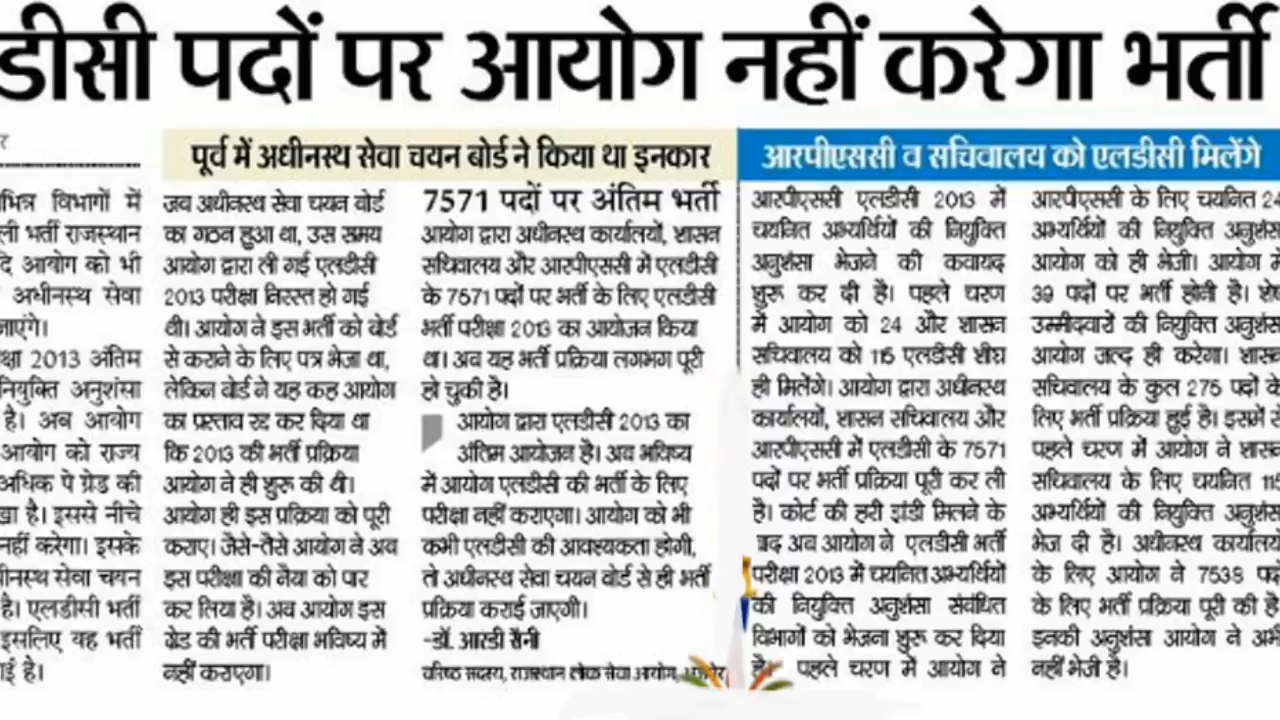 डीसी पदों पर आयोग नहीं करेगा भर्ती
र
भिन्न विभागों में
ली भर्ती राजस्थान
दि आयोग को भी
अधीनस्थ सेवा
जाएंगे।
क्षा 2013 अंतिम
नियुक्ति अनुशंसा
है। अब आयोग
आयोग को राज्य
अधिक पे ग्रेड की
खा है। इससे नीचे
नहीं करेगा। इसके
ीनस्थ सेवा चयन
है। एलडीसी भर्ती
इसलिए यह भर्ती
ाई है।
पूर्व में अधीनस्थ सेवा चयन बोर्ड ने किया था इनकार
जब अधीनस्थ सेवा चयन बोर्ड
का गठन हुआ था, उस समय
आयोग द्वारा ली गई एलडीसी
2013 परीक्षा निरस्त हो गई
थी। आयोग ने इस भर्ती को बोर्ड
से कराने के लिए पत्र भेजा था,
लेकिन बोर्ड ने यह कह आयोग
का प्रस्ताव रद्द कर दिया था
कि 2013 की भर्ती प्रक्रिया
आयोग ने ही शुरू की थी।
आयोग ही इस प्रक्रिया को पूरी
कराए। जैसे-तैसे आयोग ने अब
इस परीक्षा की नैया को पार
कर लिया है। अब आयोग इस
ग्रेड की भर्ती परीक्षा भविष्य में
नहीं कराएगा।
7571 पदों पर अंतिम भर्ती
आयोग द्वारा अधीनस्थ कार्यालयों, शासन
सचिवालय और आरपीएससी में एलडीसी
के 7571 पदों पर भर्ती के लिए एलडीसी
भर्ती परीक्षा 2013 का आयोजन किया
था। अब यह भर्ती प्रक्रिया लगभग पूरी
हो चुकी है।
आयोग द्वारा एलडीसी 2013 का
अंतिम आयोजन है। अब भविष्य
में आयोग एलडीसी की भर्ती के लिए
परीक्षा नहीं कराएगा। आयोग को भी
कभी एलडीसी की आवश्यकता होगी,
तो अधीनस्थ सेवा चयन बोर्ड से ही भर्ती
प्रक्रिया कराई जाएगी।
-डॉ. आरडी सैनी
वरिष्ठ सदस्य, राजस्थान लोक सेवा आयोग,
आरपीएससी व सचिवालय को एलडीसी मिलेंगे
आरपीएससी एलडीसी 2013 में
चयनित अभ्यर्थियों की नियुक्ति
अनुशंसा भेजने की कवायद
शुरू कर दी है। पहले चरण
में आयोग को 24 और शासन
सचिवालय को 115 एलडीसी शीघ्र
ही मिलेंगे। आयोग द्वारा अधीनस्थ
कार्यालयों, शासन सचिवालय और
आरपीएससी में एलडीसी के 7571
पदों पर भर्ती प्रक्रिया पूरी कर ली
है। कोर्ट की हरी झंडी मिलने के
बाद अब आयोग ने एलडीसी भर्ती
परीक्षा 2013 में चयनित अभ्यर्थियों
की नियुक्ति अनुशंसा संबंधित
विभागों को भेजना शुरू कर दिया
है। पहले चरण में आयोग ने
आरपीएससी के लिए चयनित 24
अभ्यर्थियों की नियुक्ति अनुशंस
आयोग को ही भेजी। आयोग में
39 पदों पर भर्ती होनी है। शेष
उम्मीदवारों की नियुक्ति अनुशंस
आयोग जल्द ही करेगा। शासन
सचिवालय के कुल 275 पदों के
लिए भर्ती प्रक्रिया हुई है। इसमें से
पहले चरण में आयोग ने शासन
सचिवालय के लिए चयनित 115
अभ्यर्थियों की नियुक्ति अनुशंस
भेज दी है। अधीनस्थ कार्यालयों
के लिए आयोग ने 7538 पदों
के लिए भर्ती प्रक्रिया पूरी की है
इनकी अनुशंसा आयोग ने अभी
नहीं भेजी है।